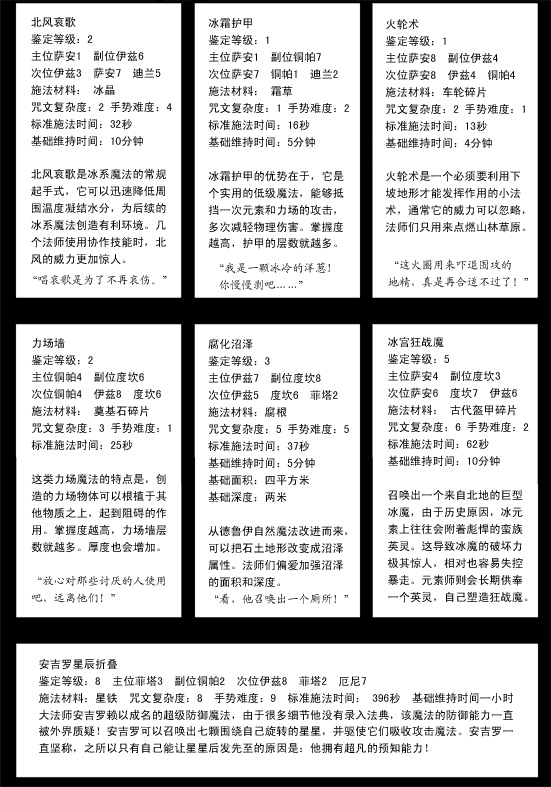 北风哀歌
鉴定等级：2
主位萨安1　副位伊兹6
次位伊兹3　萨安7　迪兰5
施法材料：　冰晶
咒文复杂度：2 手势难度：4
标准施法时间：32秒
基础维持时间：10分钟
北风哀歌是冰系魔法的常规
起手式，它可以迅速降低周
围温度凝结水分，为后续的
冰系魔法创造有利环境。几
个法师使用协作技能时，北
风的威力更加惊人。
“唱哀歌是为了不再哀伤。”
冰霜护甲
鉴定等级：1
主位萨安1　副位铜帕7
次位萨安7　铜帕1　迪兰2
施法材料：　霜草
咒文复杂度：1 手势难度：2
标准施法时间：16秒
基础维持时间：5分钟
冰霜护甲的优势在于，它是
个实用的低级魔法，能够抵
挡一次元素和力场的攻击，
多次减轻物理伤害。掌握度
越高，护甲的层数就越多。
“我是一颗冰冷的洋葱！
你慢慢剥吧……”
火轮术
鉴定等级：1
主位萨安8　副位伊兹4
次位萨安8　伊兹4　铜帕4
施法材料：车轮碎片
咒文复杂度：2 手势难度：1
标准施法时间：13秒
基础维持时间：4分钟
火轮术是一个必须要利用下
坡地形才能发挥作用的小法
术，通常它的威力可以忽略，
法师们只用来点燃山林草原。
“这火圈用来吓退围攻的
地精，真是再合适不过了！”
力场墙
鉴定等级：2
主位铜帕4　副位度坎6
次位铜帕4　伊兹8　度坎6
施法材料：　奠基石碎片
咒文复杂度：3 手势难度：1
标准施法时间：25秒
这类力场魔法的特点是，创
造的力场物体可以根植于其
他物质之上，起到阻碍的作
用。掌握度越高，力场墙层
数就越多。厚度也会增加。
“放心对那些讨厌的人使用
吧，远离他们！”
腐化沼泽
鉴定等级：3
主位伊兹7　副位度坎8
次位伊兹5　度坎6　菲塔2
施法材料：　腐根
咒文复杂度：5 手势难度：5
标准施法时间：37秒
基础维持时间：5分钟
基础面积：四平方米
基础深度：两米
从德鲁伊自然魔法改进而来，
可以把石土地形改变成沼泽
属性。法师们偏爱加强沼泽
的面积和深度。
“看，他召唤出一个厕所！”
冰宫狂战魔
鉴定等级：5
主位萨安4　副位度坎3
次位萨安6　度坎7　伊兹6
施法材料：　古代盔甲碎片
咒文复杂度：6 手势难度：2
标准施法时间：62秒
基础维持时间：10分钟
召唤出一个来自北地的巨型
冰魔，由于历史原因，冰元
素上往往会附着彪悍的蛮族
英灵。这导致冰魔的破坏力
极其惊人，相对也容易失控
暴走。元素师则会长期供奉
一个英灵，自己塑造狂战魔。
安吉罗星辰折叠
鉴定等级：8　主位菲塔3　副位铜帕2　次位伊兹8　菲塔2　厄尼7
施法材料：星铁　咒文复杂度：8　手势难度：9　标准施法时间：　396秒　基础维持时间一小时
大法师安吉罗赖以成名的超级防御魔法，由于很多细节他没有录入法典，该魔法的防御能力一直
被外界质疑！安吉罗可以召唤出七颗围绕自己旋转的星星，并驱使它们吸收攻击魔法。安吉罗一
直坚称，之所以只有自己能让星星后发先至的原因是：他拥有超凡的预知能力！